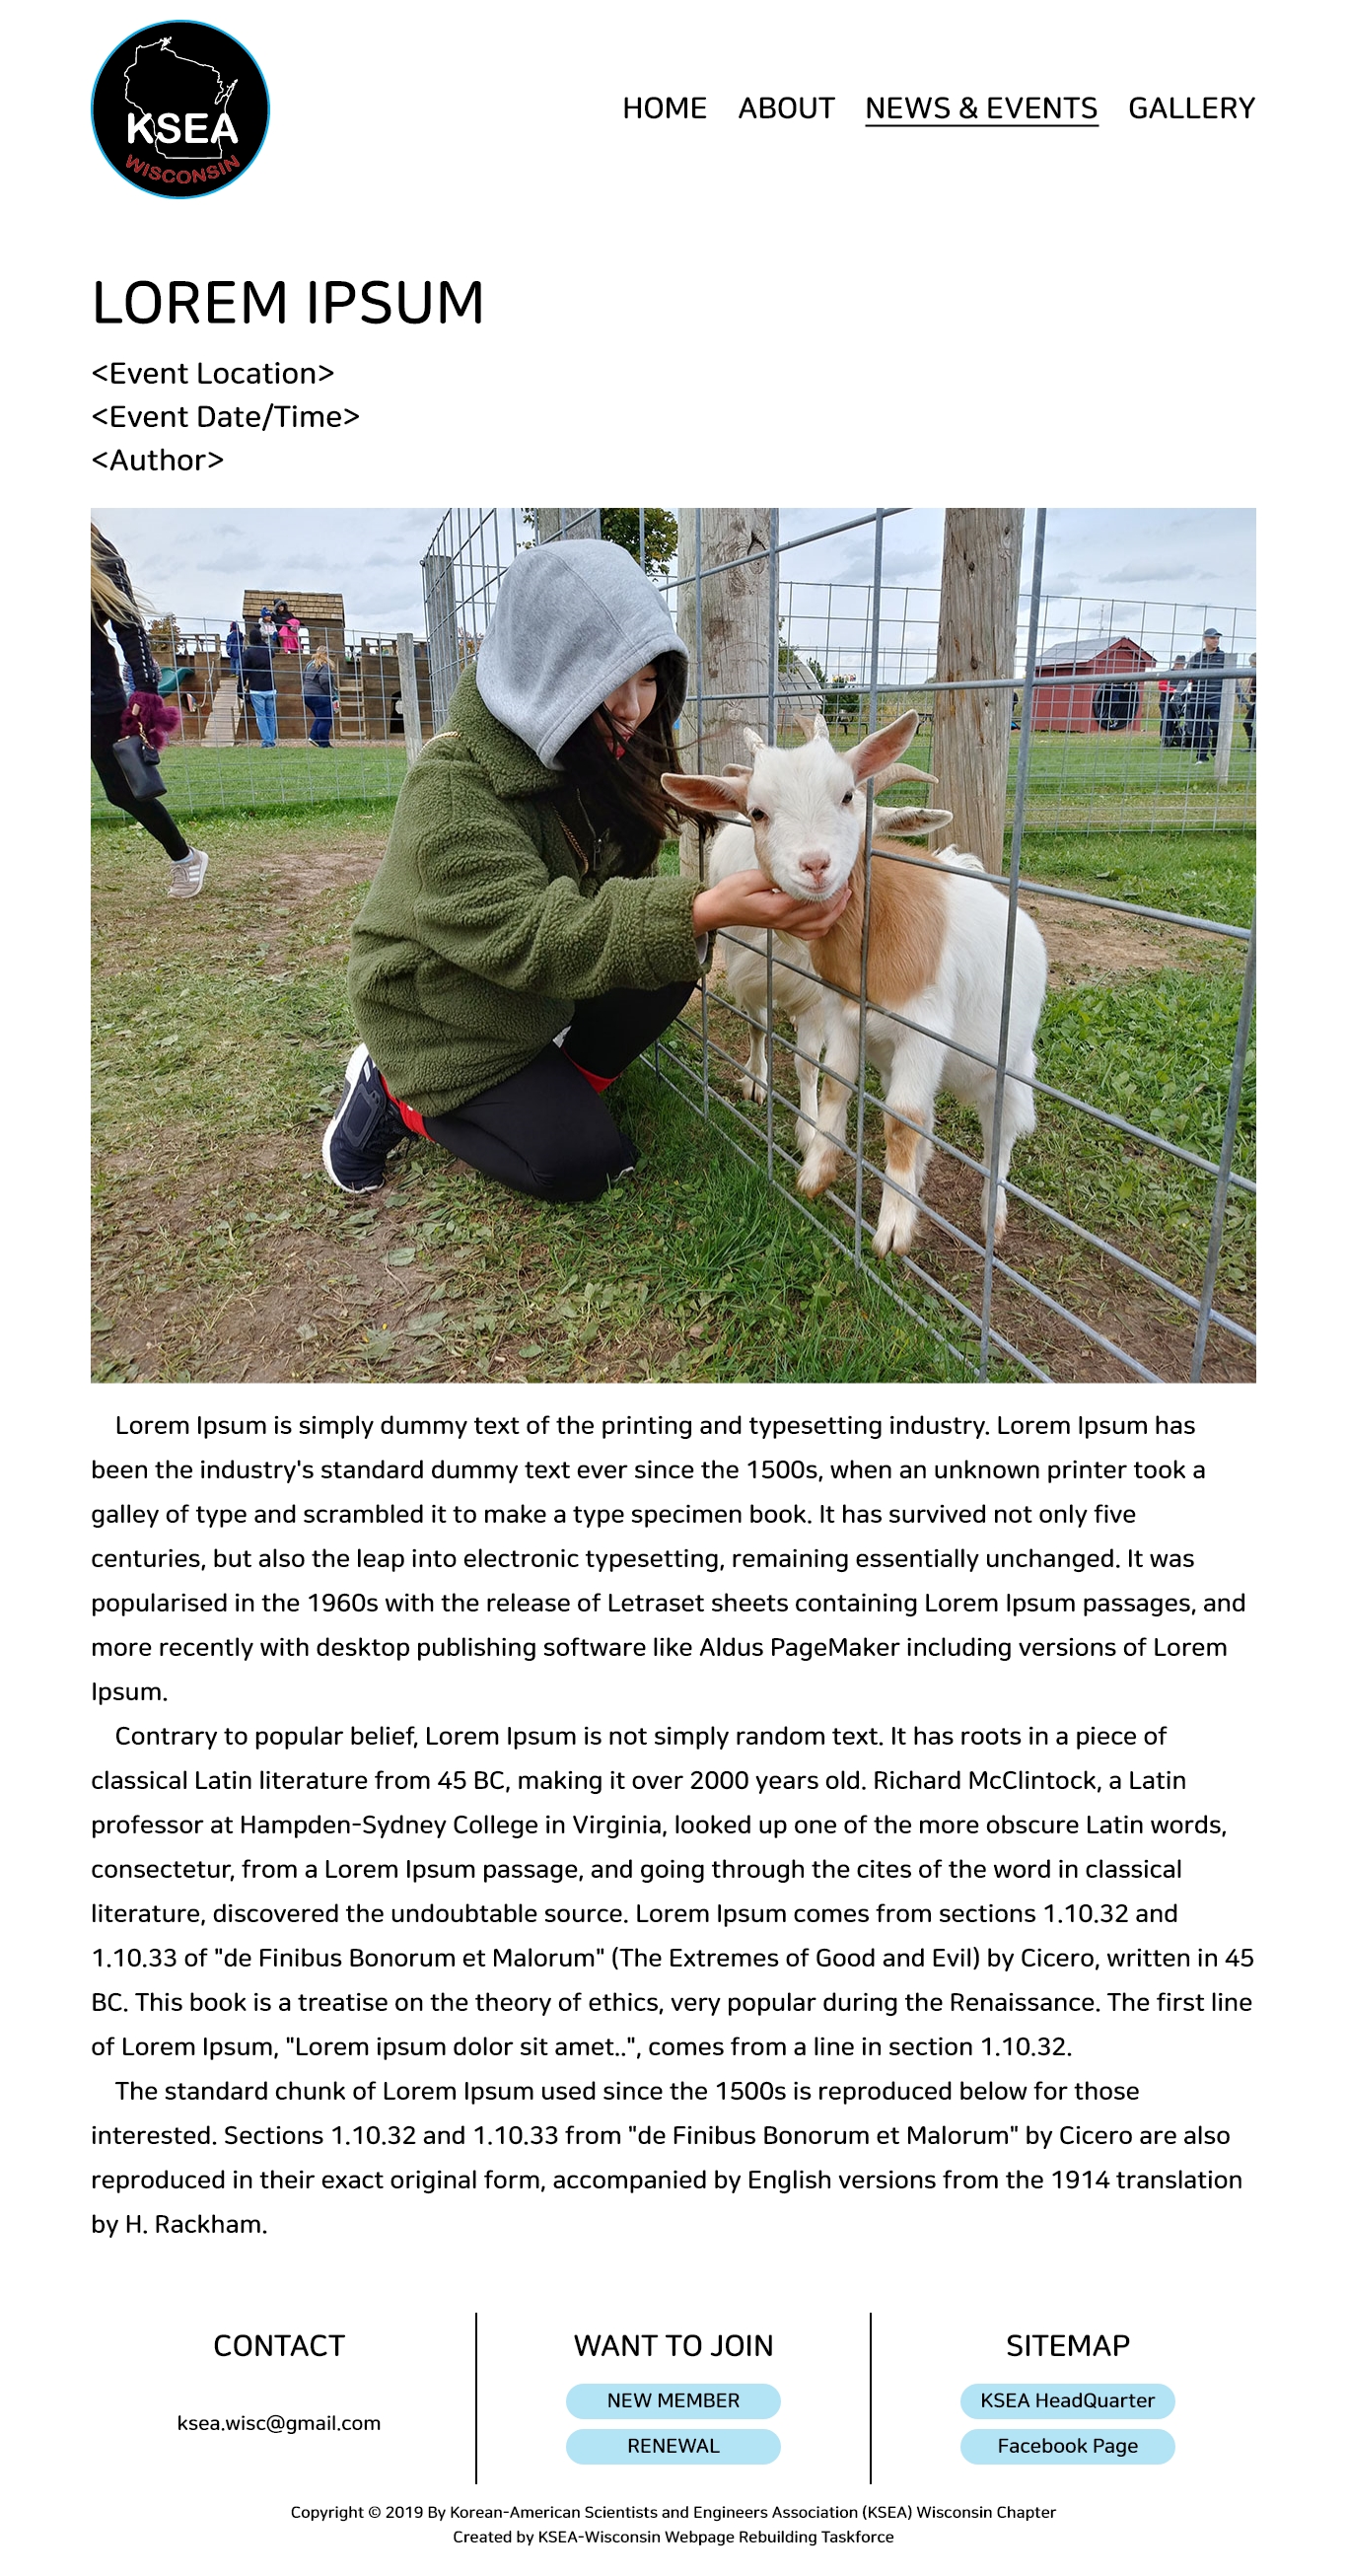 KSEA
WISCONSIN
HOME ABOUT NEWS & EVENTS GALLERY
LOREM IPSUM
<Event Location>
<Event Date/Time>
<Author>
Lorem Ipsum is simply dummy text of the printing and typesetting industry. Lorem Ipsum has
been the industry's standard dummy text ever since the 1500s, when an unknown printer took a
galley of type and scrambled it to make a type specimen book. It has survived not only five
centuries, but also the leap into electronic typesetting, remaining essentially unchanged. It was
popularised in the 1960s with the release of Letraset sheets containing Lorem Ipsum passages, and
more recently with desktop publishing software like Aldus PageMaker including versions of Lorem
Ipsum.
Contrary to popular belief, Lorem Ipsum is not simply random text. It has roots in a piece of
classical Latin literature from 45 BC, making it over 2000 years old. Richard McClintock, a Latin
professor at Hampden-Sydney College in Virginia, looked up one of the more obscure Latin words,
consectetur, from a Lorem Ipsum passage, and going through the cites of the word in classical
literature, discovered the undoubtable source. Lorem Ipsum comes from sections 1.10.32 and
1.10.33 of "de Finibus Bonorum et Malorum" (The Extremes of Good and Evil) by Cicero, written in 45
BC. This book is a treatise on the theory of ethics, very popular during the Renaissance. The first line
of Lorem Ipsum, "Lorem ipsum dolor sit amet..", comes from a line in section 1.10.32.
The standard chunk of Lorem Ipsum used since the 1500s is reproduced below for those
interested. Sections 1.10.32 and 1.10.33 from "de Finibus Bonorum et Malorum" by Cicero are also
reproduced in their exact original form, accompanied by English versions from the 1914 translation
by H. Rackham.
CONTACT
ksea.wisc@gmail.com
WANT TO JOIN
NEW MEMBER
RENEWAL
SITEMAP
KSEA HeadQuarter
Facebook Page
Copyright © 2019 By Korean-American Scientists and Engineers Association (KSEA) Wisconsin Chapter
Created by KSEA-Wisconsin Webpage Rebuilding Taskforce